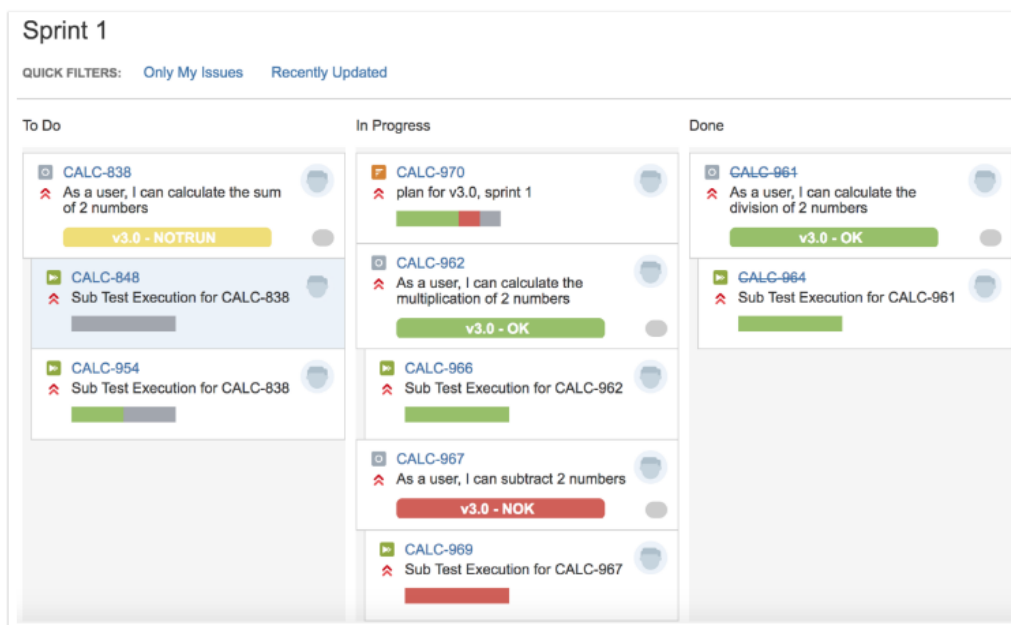 Sprint 1
QUICK FILTERS: Only My Issues Recently Updated
To Do
CALC-838
As a user, I can calculate the sum
of 2 numbers
v3.0 - NOTRUN
CALC-848
Sub Test Execution for CALC-838
CALC-954
Sub Test Execution for CALC-838
In Progress
CALC-970
plan for v3.0, sprint 1
CALC-962
As a user, I can calculate the
multiplication of 2 numbers
v3.0 - OK
CALC-966
Sub Test Execution for CALC-962
CALC-967
As a user, I can subtract 2 numbers
v3.0 - NOK
CALC-969
Sub Test Execution for CALC-967
Done
CALC-961
As a user, I can calculate the
division of 2 numbers
v3.0 - OK
CALC-964
Sub Test Execution for CALC-961